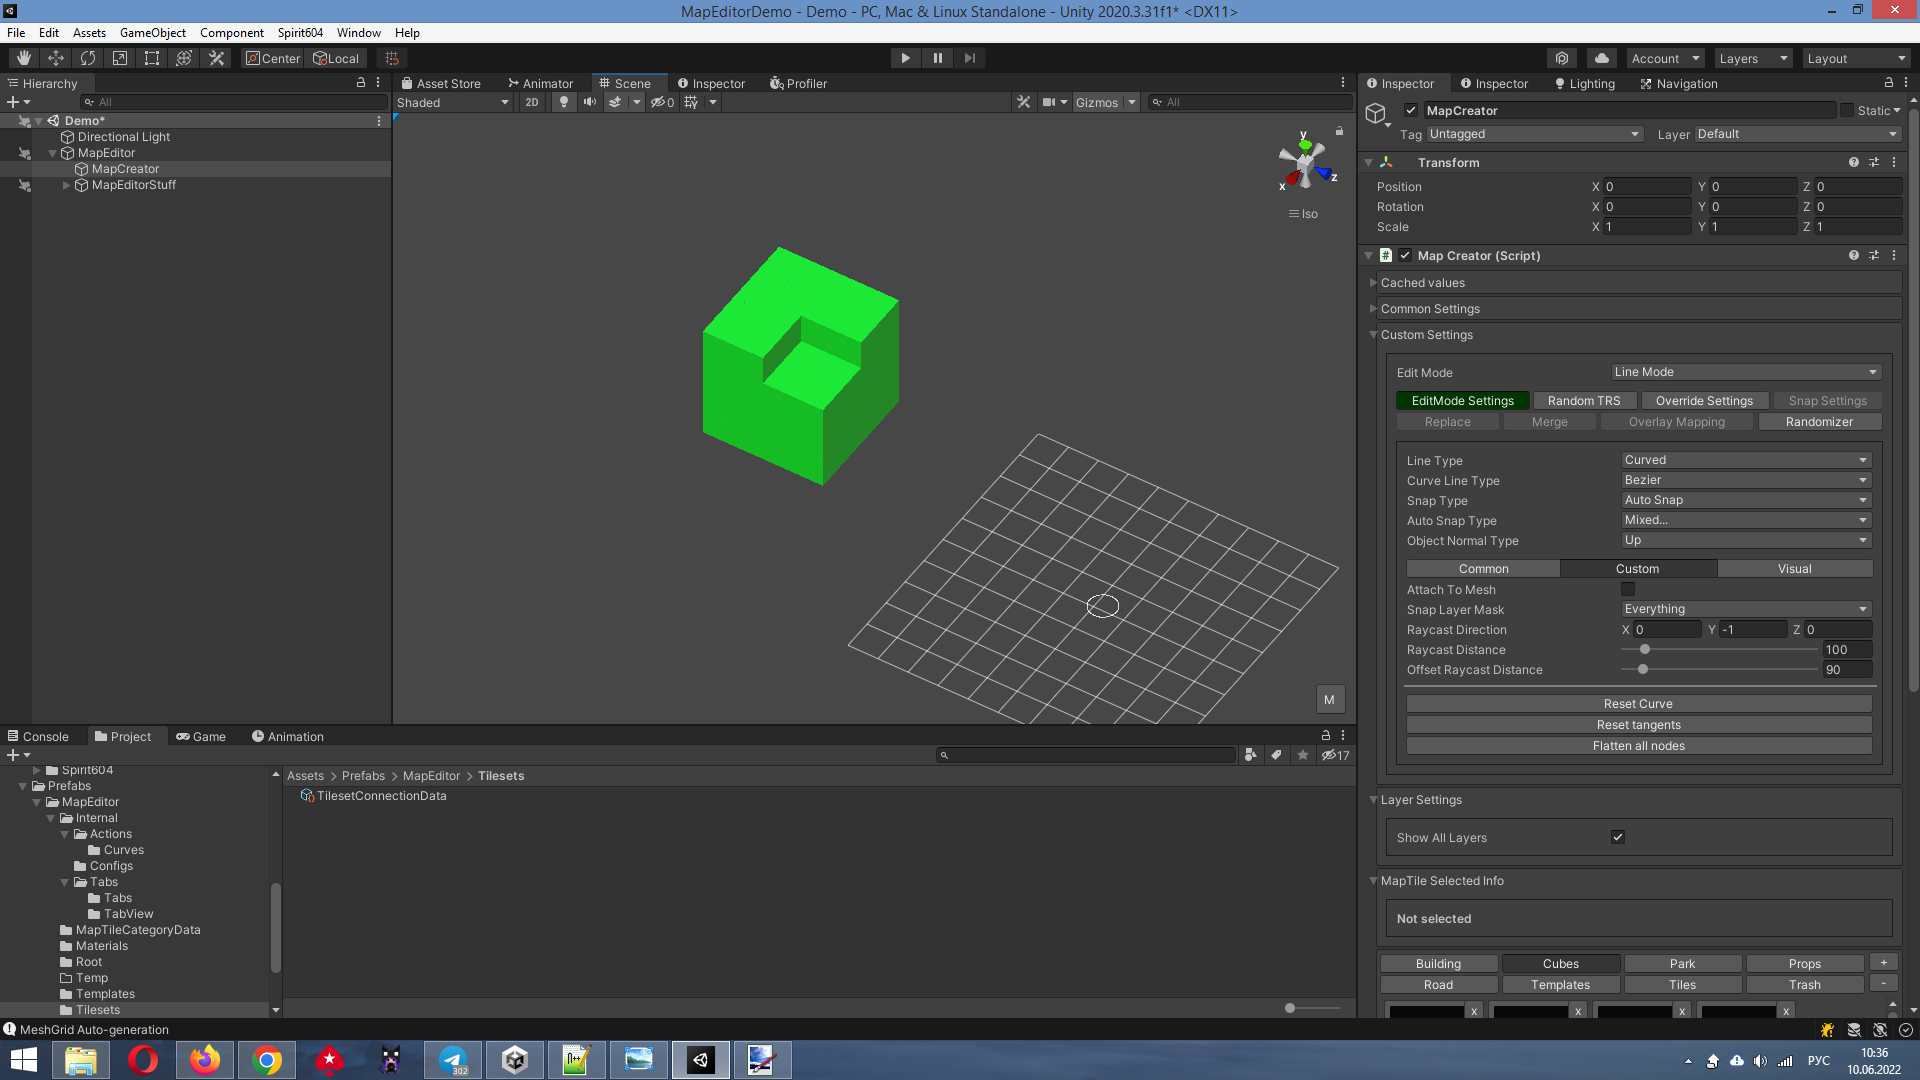 MapEditorDemo - Demo - PC, Mac & Linux Standalone - Unity 2020.3.31f1* <DX11>
File Edit Assets GameObject Component Spirit604 Window Help
Center Local Account Layers Layout
Hierarchy
All
Demo*
Directional Light
MapEditor
MapCreator
MapEditorStuff
Asset Store Animator Scene Inspector Profiler
Shaded 2D 0 Gizmos All
y
x
z
Iso
M
Inspector Inspector Lighting Navigation
MapCreator Static
Tag Untagged Layer Default
Transform
Position X 0 Y 0 Z 0
Rotation X 0 Y 0 Z 0
Scale X 1 Y 1 Z 1
# Map Creator (Script)
Cached values
Common Settings
Custom Settings
Edit Mode Line Mode
EditMode Settings Random TRS Override Settings Snap Settings
Replace Merge Overlay Mapping Randomizer
Line Type Curved
Curve Line Type Bezier
Snap Type Auto Snap
Auto Snap Type Mixed...
Object Normal Type Up
Common Custom Visual
Attach To Mesh
Snap Layer Mask Everything
Raycast Direction X 0 Y -1 Z 0
Raycast Distance 100
Offset Raycast Distance 90
Reset Curve
Reset tangents
Flatten all nodes
Layer Settings
Show All Layers
MapTile Selected Info
Not selected
Building Cubes Park Props +
Road Templates Tiles Trash -
x x x x
Console Project Game Animation
17
Spirit604
Prefabs
MapEditor
Internal
Actions
Curves
Configs
Tabs
Tabs
TabView
MapTileCategoryData
Materials
Root
Temp
Templates
Tilesets
Assets > Prefabs > MapEditor > Tilesets
TilesetConnectionData
MeshGrid Auto-generation
302
РУС
10:36
10.06.2022